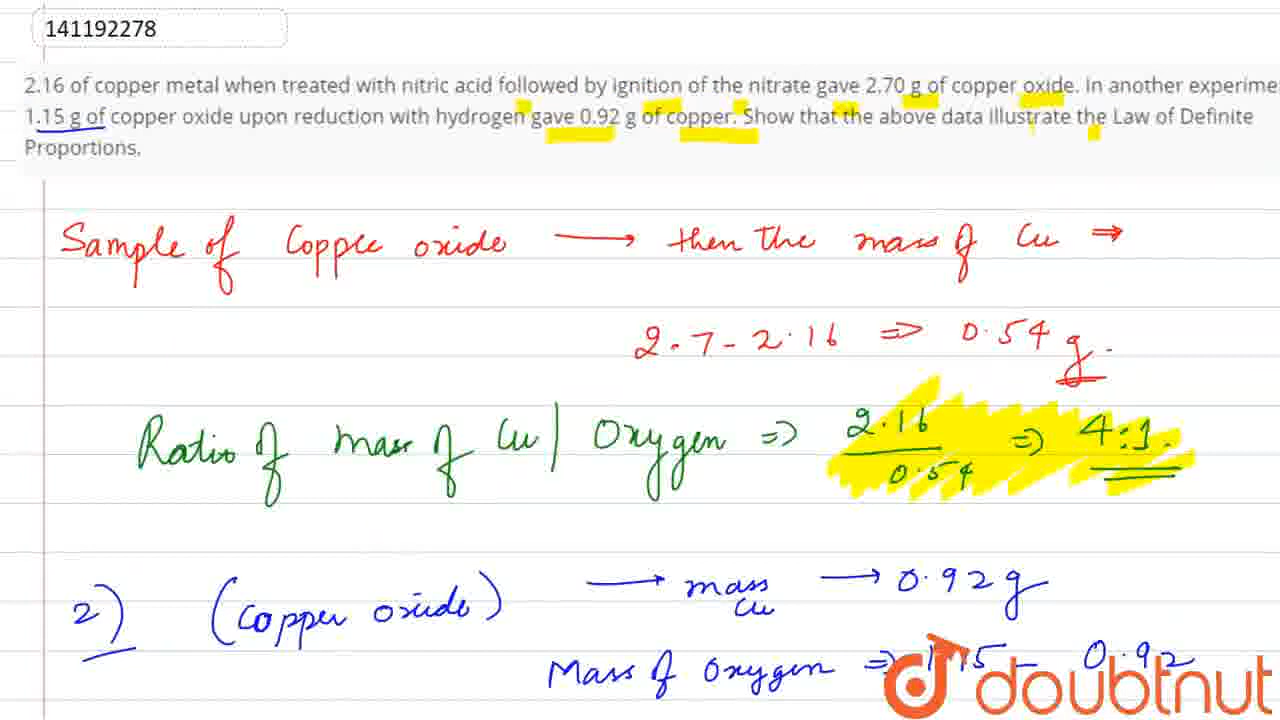 141192278
2.16 of copper metal when treated with nitric acid followed by ignition of the nitrate gave 2.70 g of copper oxide. In another experime
1.15 g of copper oxide upon reduction with hydrogen gave 0.92 g of copper. Show that the above data illustrate the Law of Definite
Proportions.
Sample of Copple oxide → then the mass of Cu ⇒
2.7 - 2.16 ⇒ 0.54 g.
Ratio of mass of Cu | Oxygen ⇒ 2.16 / 0.54 ⇒ 4:1.
2) (Copper oxide) → mass Cu → 0.92 g
Mass of Oxygen ⇒ 1.15 - 0.92
doubtnut